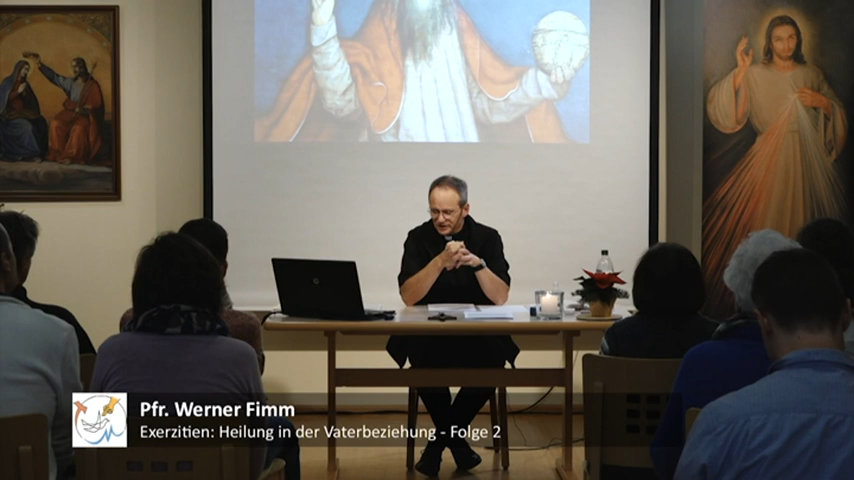 Pfr. Werner Fimm
Exerzitien: Heilung in der Vaterbeziehung - Folge 2